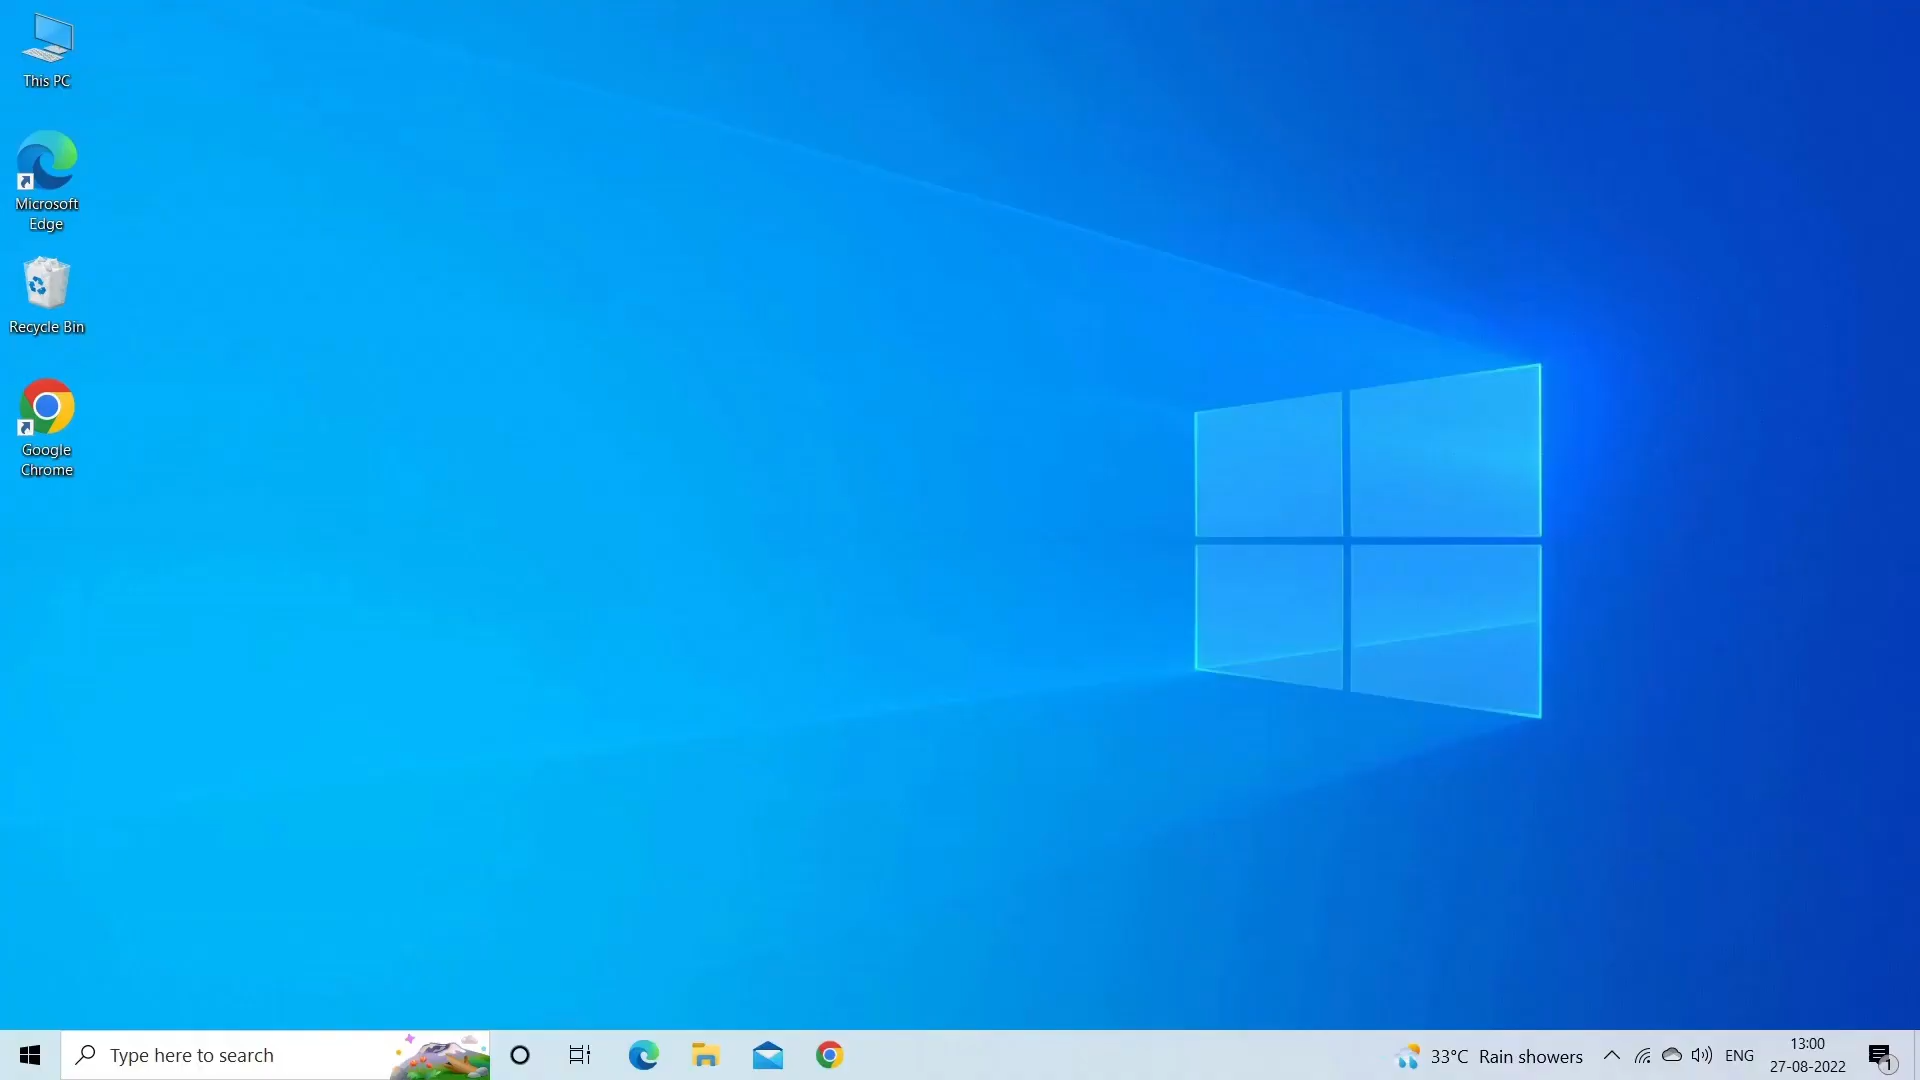 This PC
Microsoft
Edge
Recycle Bin
Google
Chrome
Type here to search
33°C Rain showers
ENG
13:00
27-08-2022
1